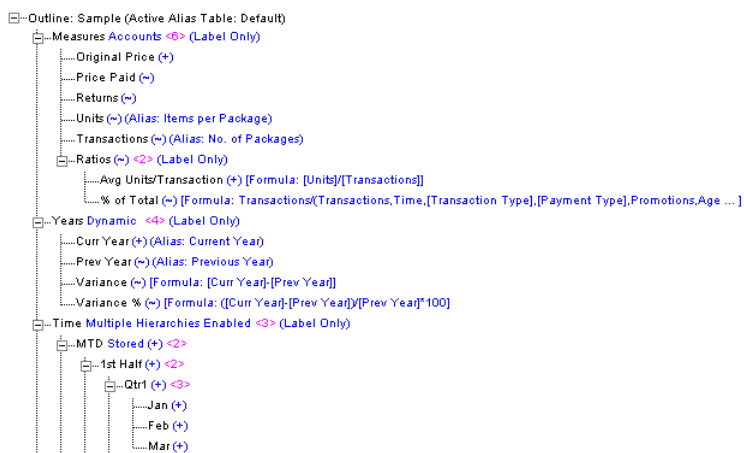 Outline: Sample (Active Alias Table: Default)
Measures Accounts <6> (Label Only)
Original Price (+)
Price Paid (~)
Returns (~)
Units (~) (Alias: Items per Package)
Transactions (~) (Alias: No. of Packages)
Ratios (~) <2> (Label Only)
Avg Units/Transaction (+) [Formula: [Units]/[Transactions]]
% of Total (~) [Formula: Transactions/(Transactions,Time,[Transaction Type],[Payment Type],Promotions,Age ... ]
Years Dynamic <4> (Label Only)
Curr Year (+) (Alias: Current Year)
Prev Year (~) (Alias: Previous Year)
Variance (~) [Formula: [Curr Year]-[Prev Year]]
Variance % (~) [Formula: ([Curr Year]-[Prev Year])/[Prev Year]*100]
Time Multiple Hierarchies Enabled <3> (Label Only)
MTD Stored (+) <2>
1st Half (+) <2>
Qtr1 (+) <3>
Jan (+)
Feb (+)
Mar (+)